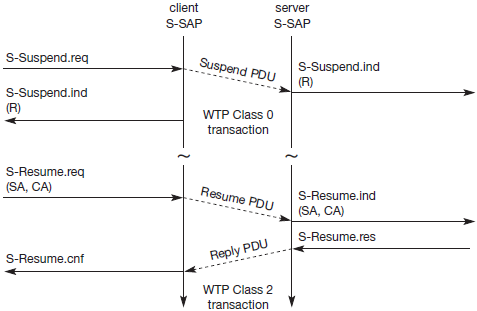 client
S-SAP
server
S-SAP
S-Suspend.req
Suspend PDU
S-Suspend.ind
(R)
S-Suspend.ind
(R)
WTP Class 0
transaction
~
~
S-Resume.req
(SA, CA)
Resume PDU
S-Resume.ind
(SA, CA)
S-Resume.res
Reply PDU
S-Resume.cnf
WTP Class 2
transaction